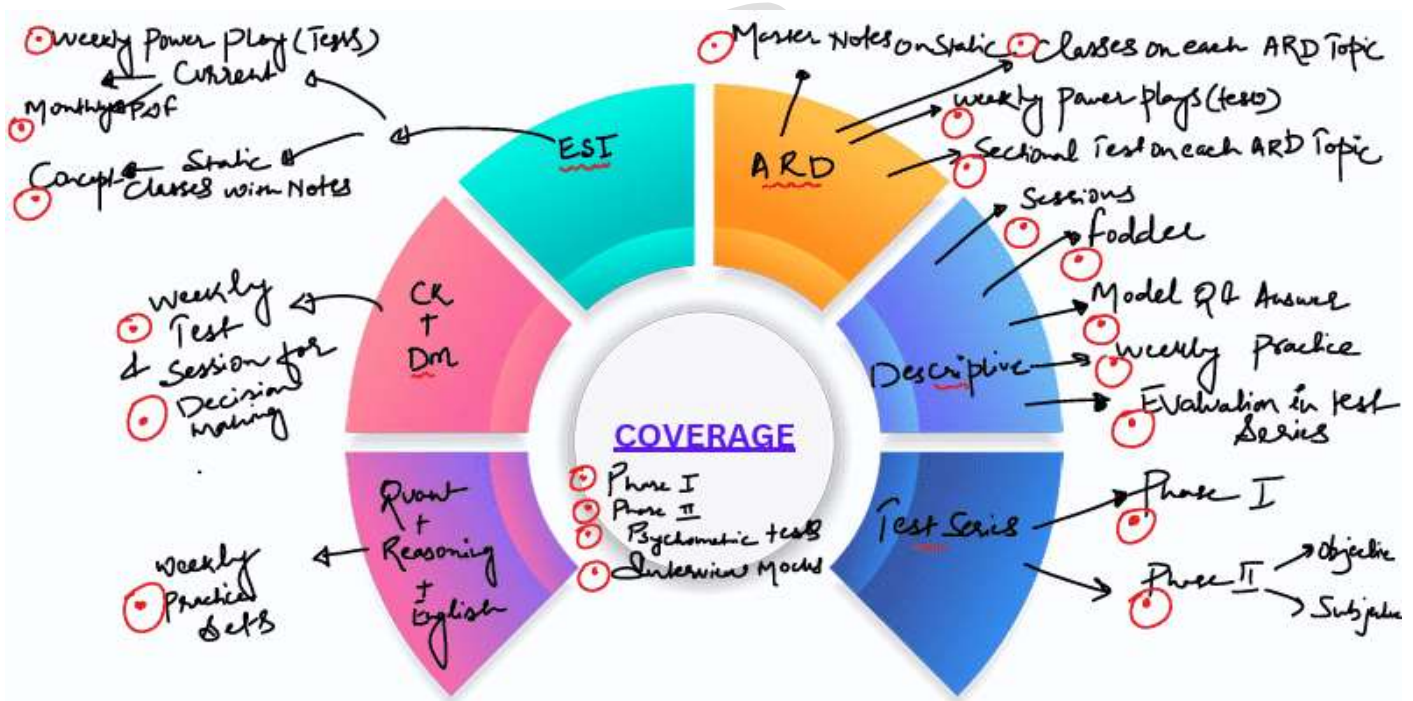 Weekly Power Play (Tests)
Current
Monthly PDF
Static
Concept Classes with Notes
ESI
Master Notes on Static
Classes on each ARD Topic
Weekly Power plays (tests)
Sectional Test on each ARD Topic
ARD
Sessions
fodder
Model Q& Answer
Weekly Practice
Evaluation in test
Series
Descriptive
CK
+
DM
Weekly
Test
&
Session for
Decision
making
COVERAGE
Phase I
Phase II
Psychometric tests
Interview Mocks
Quant
+
Reasoning
+
English
Weekly
Practice
Sets
Test Series
Phase I
Phase II
Objective
Subjective